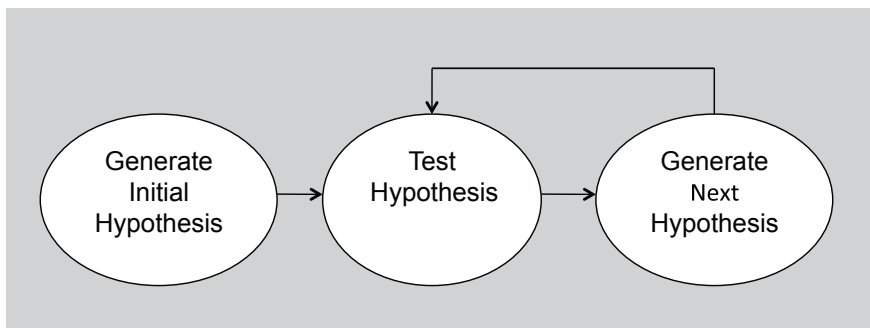 Generate
Initial
Hypothesis
Test
Hypothesis
Generate
Next
Hypothesis